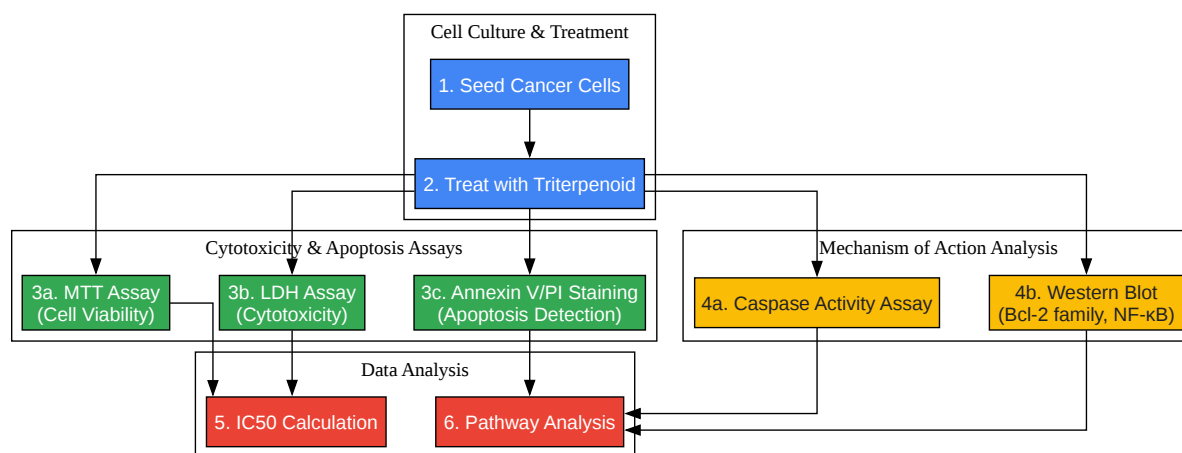 Cell Culture & Treatment
1. Seed Cancer Cells
2. Treat with Triterpenoid
Cytotoxicity & Apoptosis Assays
3a. MTT Assay
(Cell Viability)
3b. LDH Assay
(Cytotoxicity)
3c. Annexin V/PI Staining
(Apoptosis Detection)
Mechanism of Action Analysis
4a. Caspase Activity Assay
4b. Western Blot
(Bcl-2 family, NF-κB)
Data Analysis
5. IC50 Calculation
6. Pathway Analysis